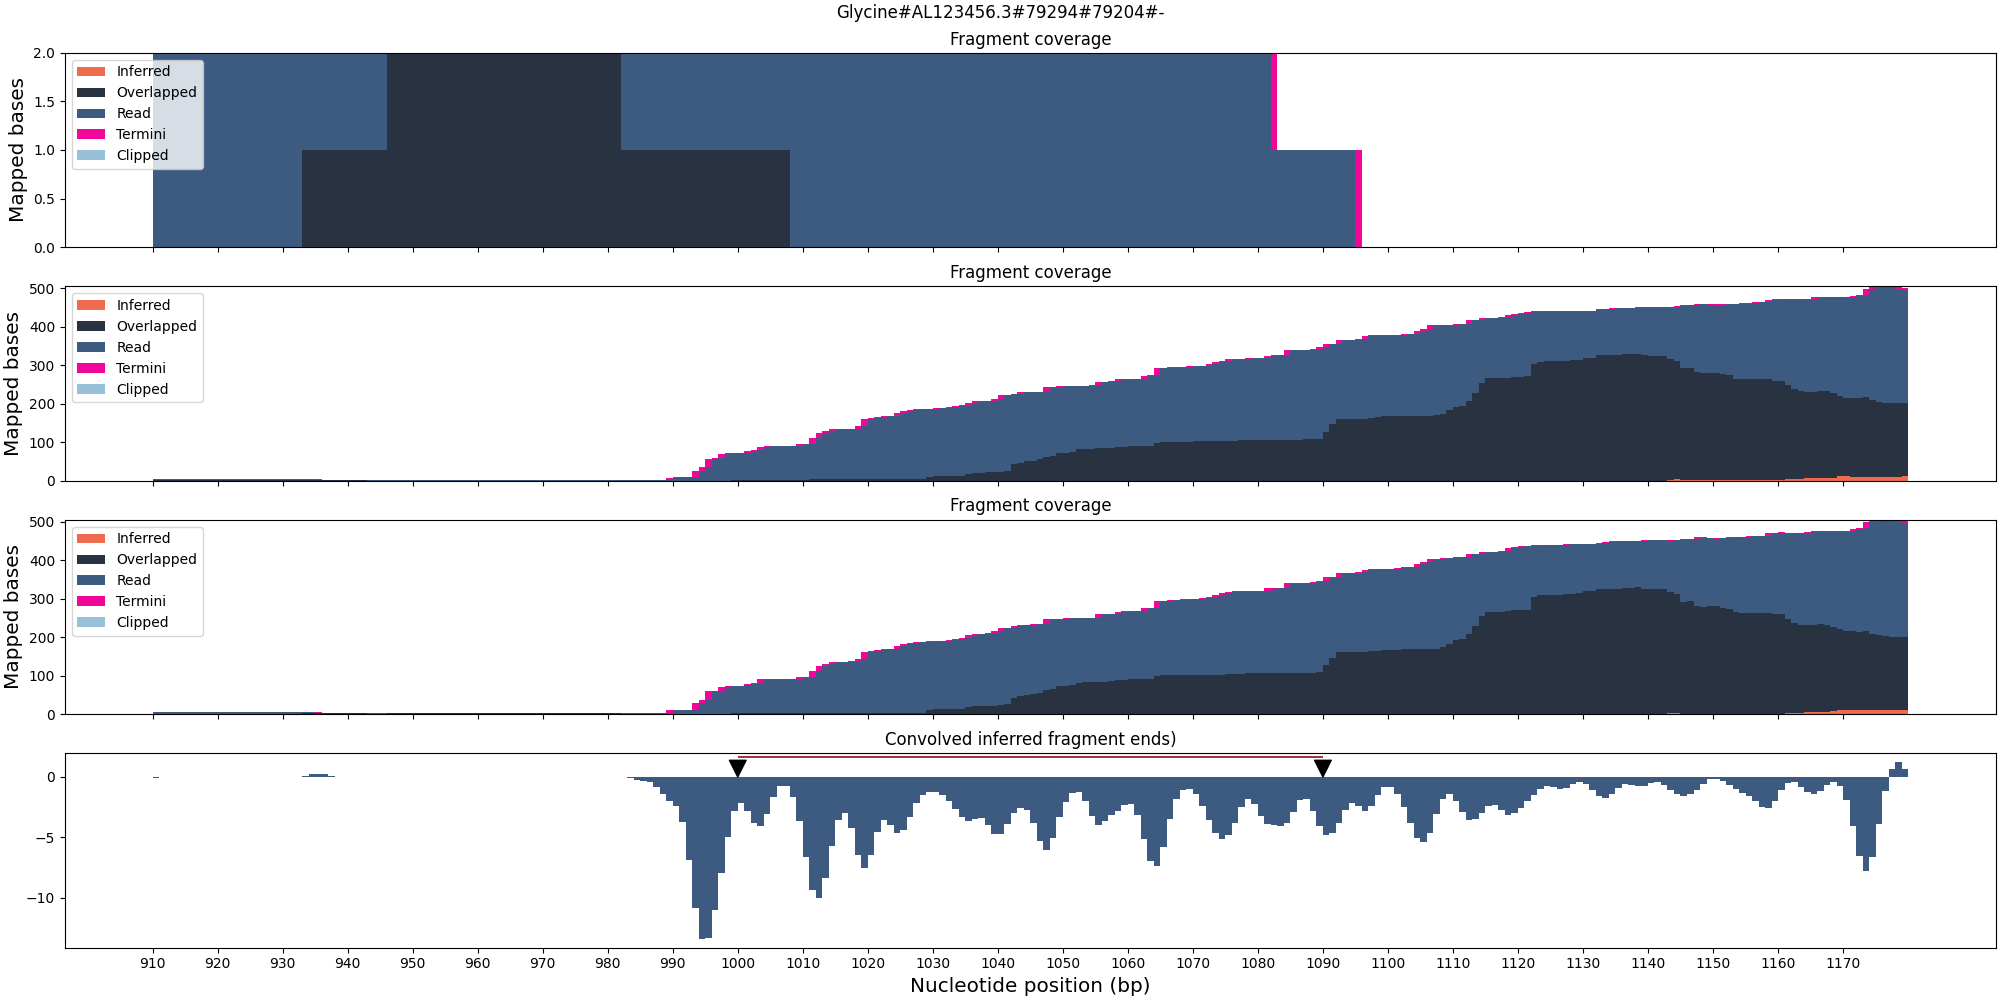 Glycine#AL123456.3#79294#79204#-
Fragment coverage
Mapped bases
2.0
1.5
1.0
0.5
0.0
Inferred
Overlapped
Read
Termini
Clipped
Fragment coverage
Mapped bases
500
400
300
200
100
0
Inferred
Overlapped
Read
Termini
Clipped
Fragment coverage
Mapped bases
500
400
300
200
100
0
Inferred
Overlapped
Read
Termini
Clipped
Convolved inferred fragment ends)
0
−5
−10
910 920 930 940 950 960 970 980 990 1000 1010 1020 1030 1040 1050 1060 1070 1080 1090 1100 1110 1120 1130 1140 1150 1160 1170
Nucleotide position (bp)